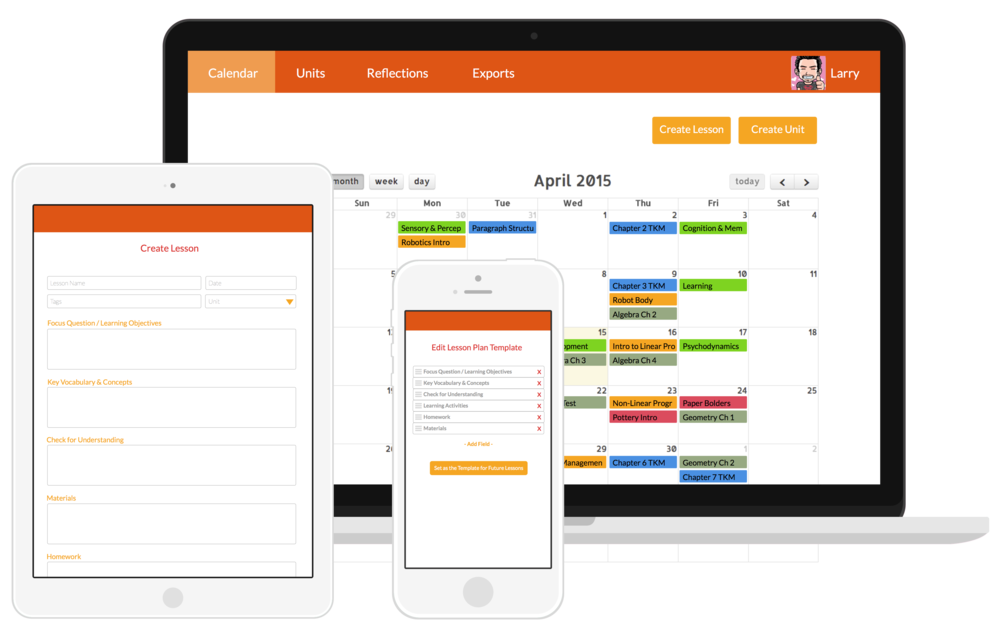 Calendar Units Reflections Exports Larry
Create Lesson Create Unit
month week day April 2015 today
Sun Mon Tue Wed Thu Fri Sat
29 30 31 1 2 3 4
Sensory & Percep Paragraph Structu Chapter 2 TKM Cognition & Mem
Robotics Intro
5 8 9 10 11
Chapter 3 TKM Learning
Robot Body
Algebra Ch 2
15 16 17 18
opment Intro to Linear Pro Psychodynamics
a Ch 3 Algebra Ch 4
22 23 24 25
Test Non-Linear Progr Paper Bolders
Pottery Intro Geometry Ch 1
29 30 1 2
Managemen Chapter 6 TKM Geometry Ch 2
Chapter 7 TKM
Create Lesson
Lesson Name Date
Tags Unit
Focus Question / Learning Objectives
Key Vocabulary & Concepts
Check for Understanding
Materials
Homework
Edit Lesson Plan Template
Focus Question / Learning Objectives X
Key Vocabulary & Concepts X
Check for Understanding X
Learning Activities X
Homework X
Materials X
- Add Field -
Set as the Template for Future Lessons